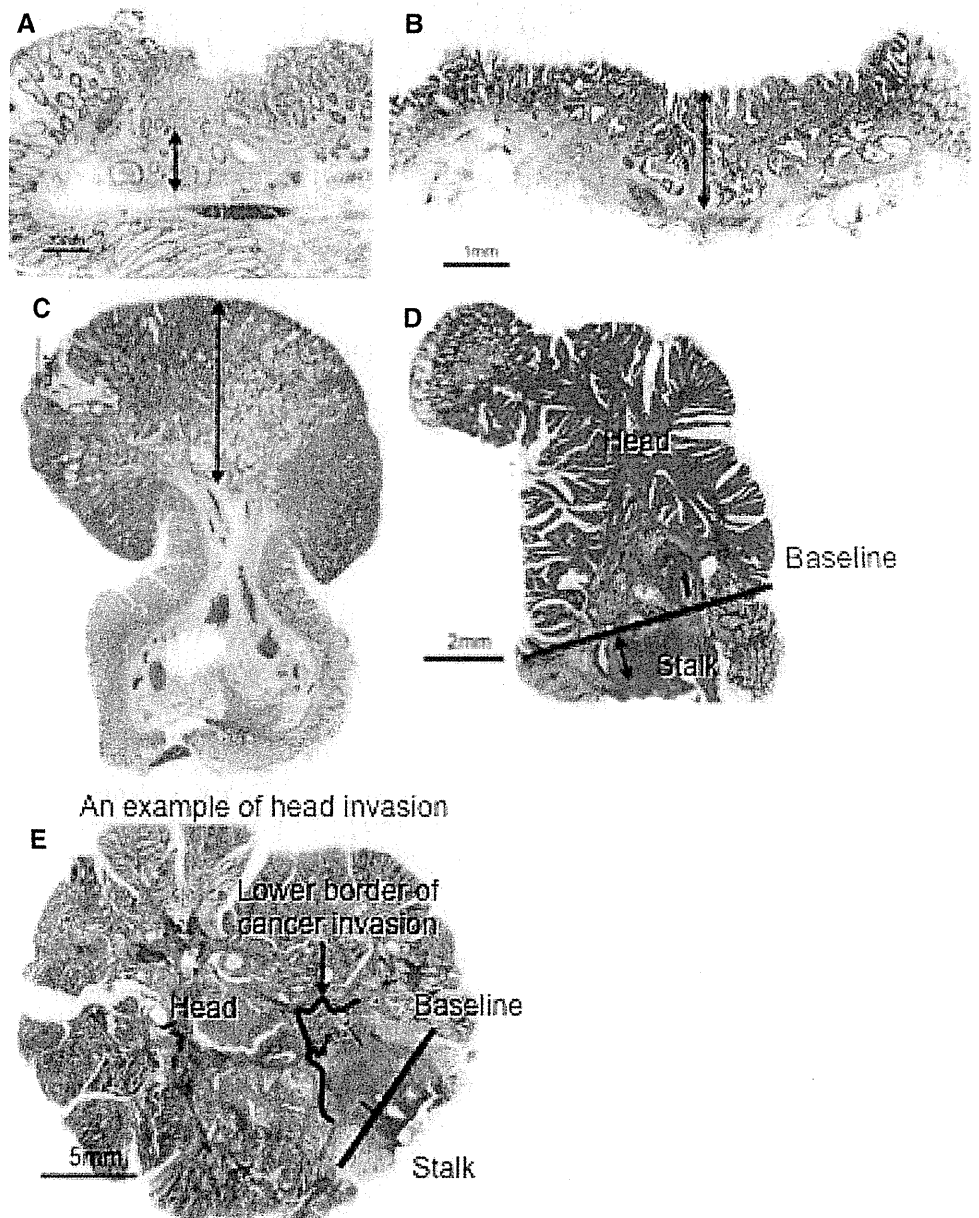 A
B
1mm
C
D
Head
Baseline
2mm
Stalk
An example of head invasion
E
Lower border of
cancer invasion
Head
Baseline
5mm
Stalk